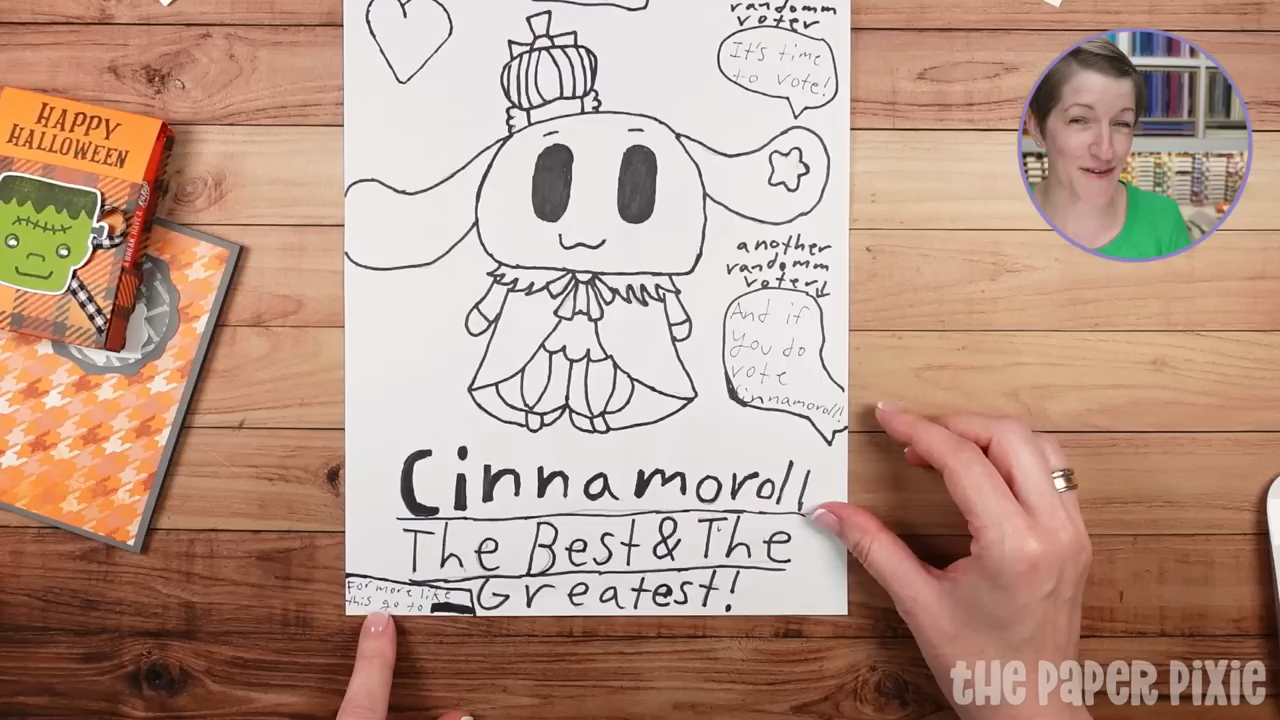 randomm
voter
It's time
to vote!
HAPPY
HALLOWEEN
another
randomm
voter↓
And if
you do
vote
Cinnamoroll!
Cinnamoroll
The Best & The
Greatest!
For more like
this go to
THE PAPER PIXIE